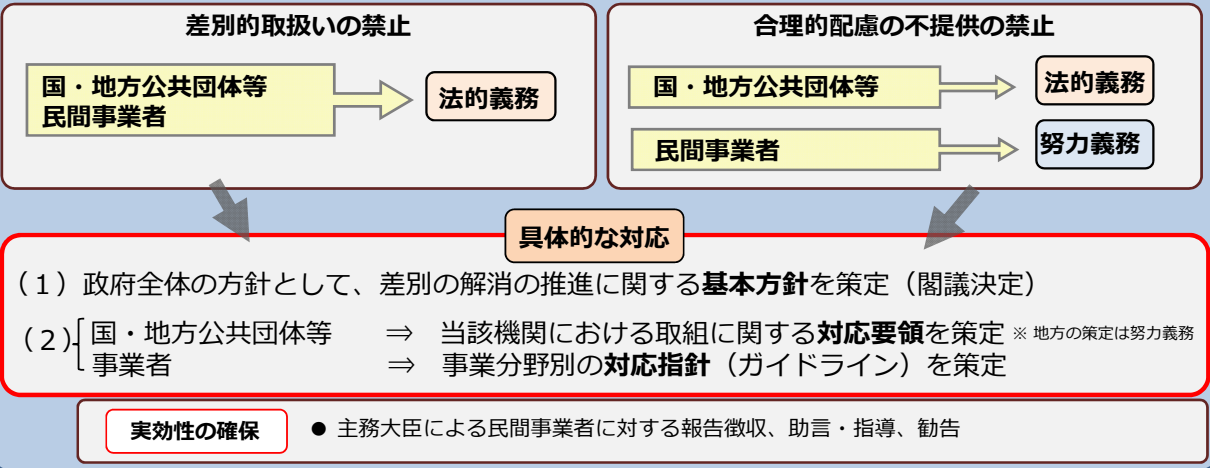 差別的取扱いの禁止
国・地方公共団体等
民間事業者
法的義務
合理的配慮の不提供の禁止
国・地方公共団体等
法的義務
民間事業者
努力義務
具体的な対応
（１）政府全体の方針として、差別の解消の推進に関する基本方針を策定（閣議決定）
（２） 国・地方公共団体等 ⇒ 当該機関における取組に関する対応要領を策定 ※ 地方の策定は努力義務
事業者 ⇒ 事業分野別の対応指針（ガイドライン）を策定
実効性の確保 ● 主務大臣による民間事業者に対する報告徴収、助言・指導、勧告